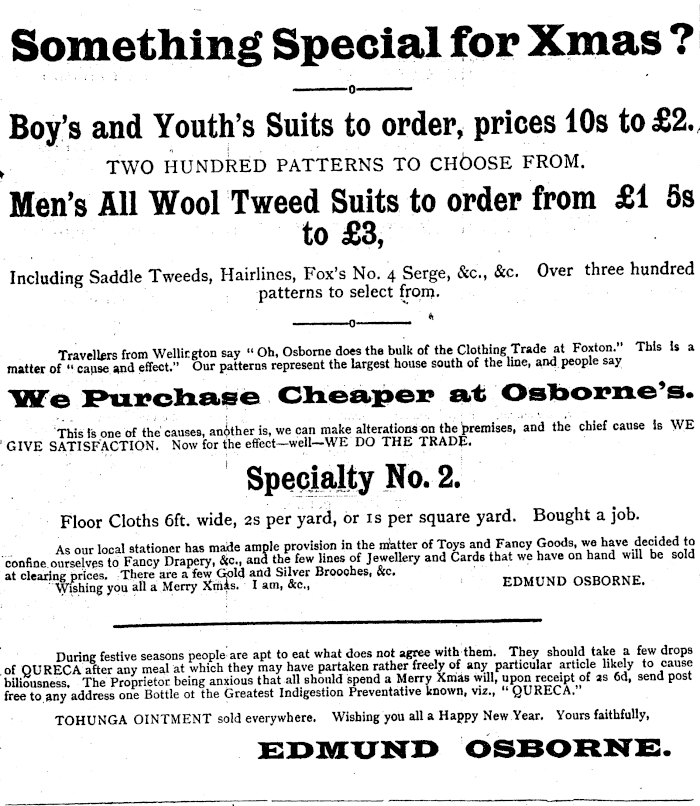 Something Special for Xmas?
Boy's and Youth's Suits to order, prices 10s to £2.
TWO HUNDRED PATTERNS TO CHOOSE FROM.
Men's All Wool Tweed Suits to order from £1 5s
to £3,
Including Saddle Tweeds, Hairlines, Fox's No. 4 Serge, &c., &c. Over three hundred
patterns to select from.
Travellers from Wellington say "Oh, Osborne does the bulk of the Clothing Trade at Foxton." This is a
matter of "cause and effect." Our patterns represent the largest house south of the line, and people say
We Purchase Cheaper at Osborne's.
This is one of the causes, another is, we can make alterations on the premises, and the chief cause is WE
GIVE SATISFACTION. Now for the effect—well—WE DO THE TRADE.
Specialty No. 2.
Floor Cloths 6ft. wide, 2s per yard, or 1s per square yard. Bought a job.
As our local stationer has made ample provision in the matter of Toys and Fancy Goods, we have decided to
confine ourselves to Fancy Drapery, &c., and the few lines of Jewellery and Cards that we have on hand will be sold
at clearing prices. There are a few Gold and Silver Brooches, &c.
Wishing you all a Merry Xmas. I am, &c., EDMUND OSBORNE.
During festive seasons people are apt to eat what does not agree with them. They should take a few drops
of QURECA after any meal at which they may have partaken rather freely of any particular article likely to cause
biliousness. The Proprietor being anxious that all should spend a Merry Xmas will, upon receipt of 2s 6d, send post
free to any address one Bottle of the Greatest Indigestion Preventative known, viz., "QURECA."
TOHUNGA OINTMENT sold everywhere. Wishing you all a Happy New Year. Yours faithfully,
EDMUND OSBORNE.